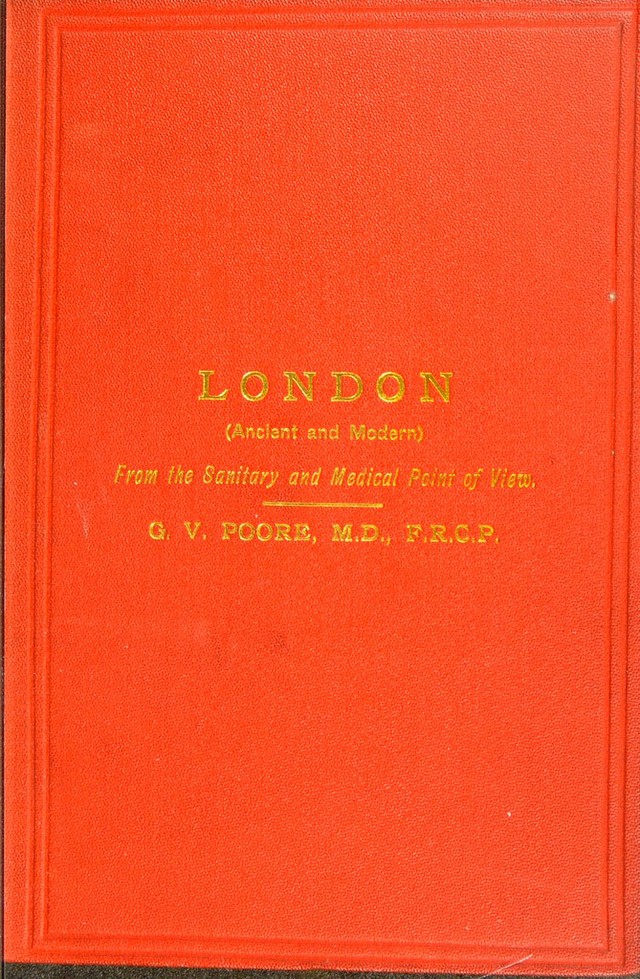 LONDON
(Ancient and Modern)
From the Sanitary and Medical Point of View.
G. V. POORE, M.D., F.R.C.P.